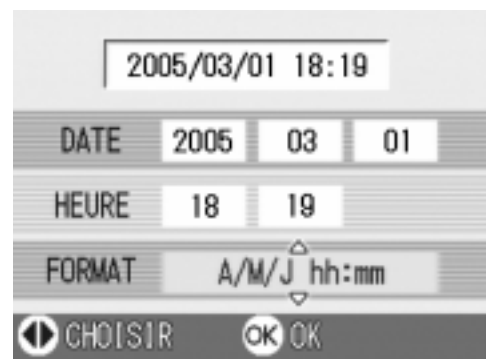 2005/03/01 18:19
DATE 2005 03 01
HEURE 18 19
FORMAT A/M/J hh:mm
CHOISIR OK OK